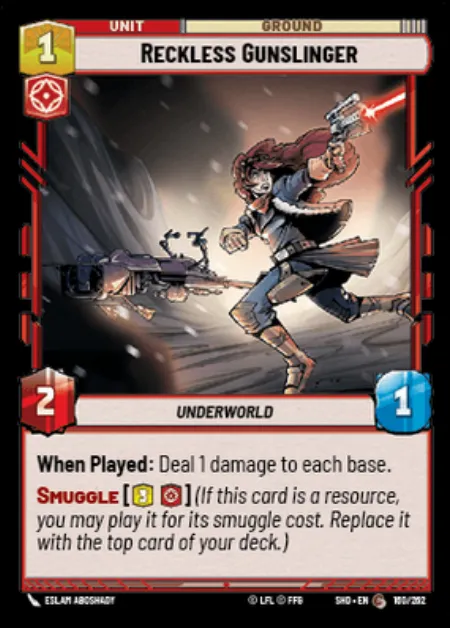 UNIT GROUND
1 RECKLESS GUNSLINGER
2 UNDERWORLD 1
When Played: Deal 1 damage to each base.
SMUGGLE [3 ] (If this card is a resource,
you may play it for its smuggle cost. Replace it
with the top card of your deck.)
ESLAM ABOSHADY © LFL © FFG SHD • EN C 160/262